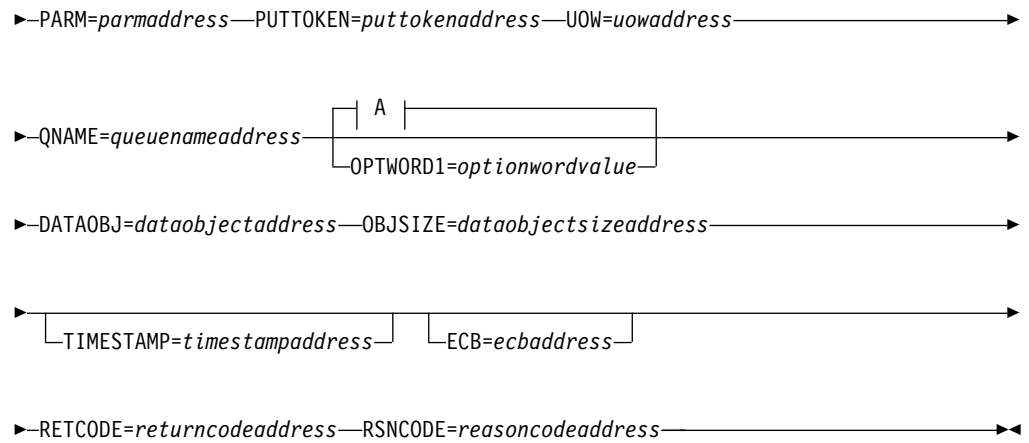 PARM=parmaddress PUTTOKEN=puttokenaddress UOW=uowaddress
A
QNAME=queuenameaddress
OPTWORD1=optionwordvalue
DATAOBJ=dataobjectaddress OBJSIZE=dataobjectsizeaddress
TIMESTAMP=timestampaddress ECB=ecbaddress
RETCODE=returncodeaddress RSNCODE=reasoncodeaddress